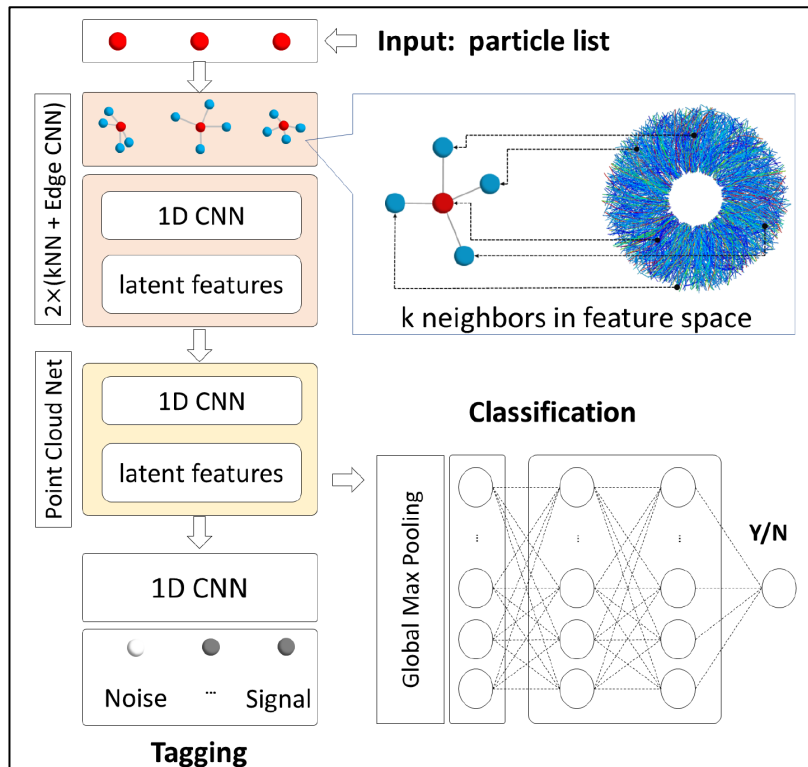 Input: particle list
2×(kNN + Edge CNN)
1D CNN
latent features
k neighbors in feature space
Point Cloud Net
1D CNN
latent features
Classification
Global Max Pooling
...
...
...
Y/N
1D CNN
Noise ... Signal
Tagging